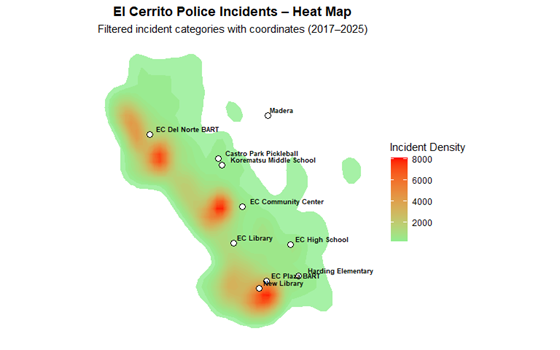 El Cerrito Police Incidents – Heat Map
Filtered incident categories with coordinates (2017–2025)
Madera
EC Del Norte BART
Incident Density
Castro Park Pickleball
8000
Korematsu Middle School
6000
4000
EC Community Center
2000
EC Library
EC High School
Harding Elementary
EC Plaza BART
New Library